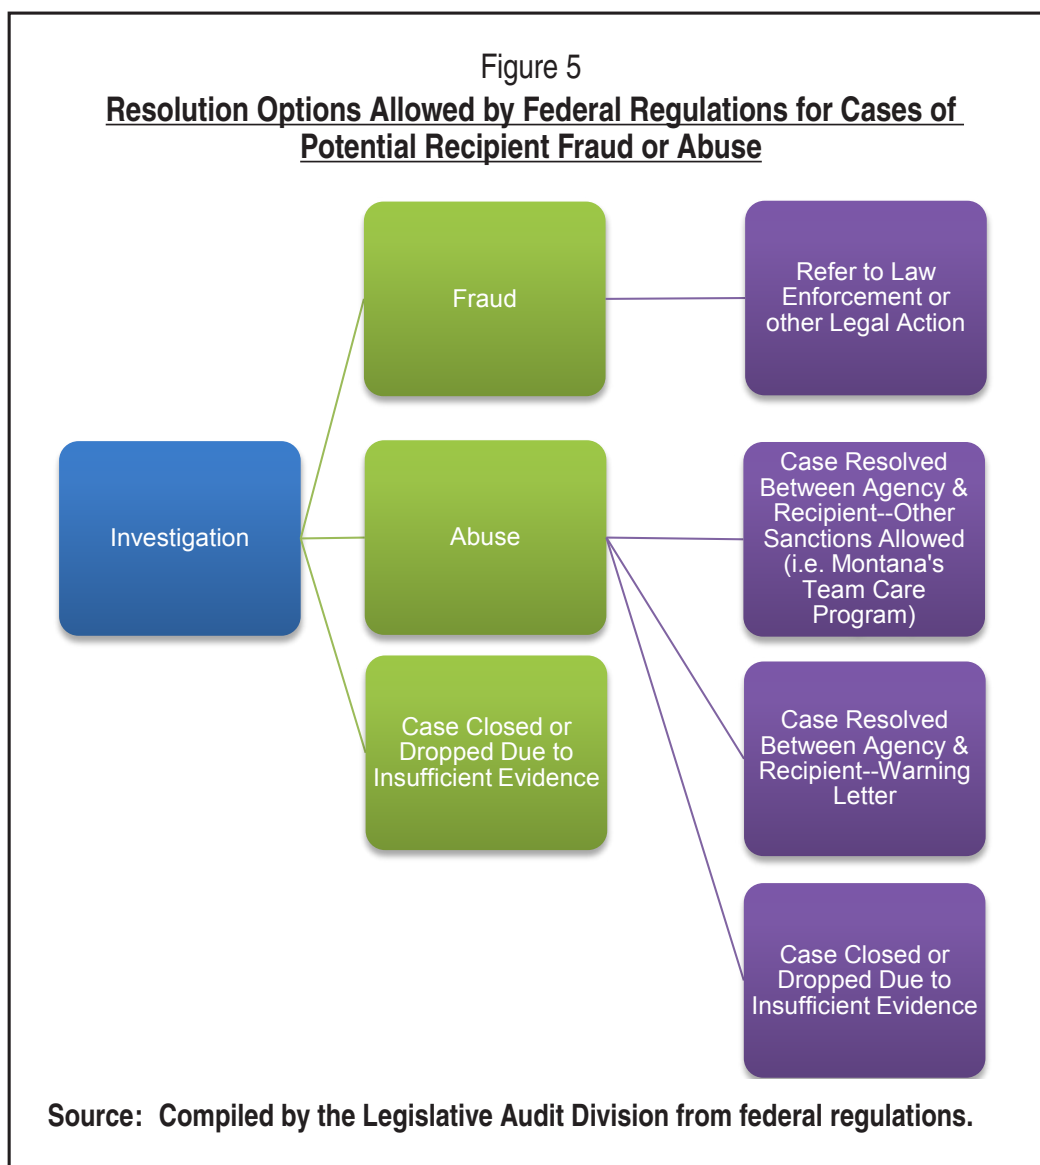 Figure 5
Resolution Options Allowed by Federal Regulations for Cases of
Potential Recipient Fraud or Abuse
Fraud
Refer to Law
Enforcement or
other Legal Action
Investigation
Abuse
Case Resolved
Between Agency &
Recipient--Other
Sanctions Allowed
(i.e. Montana's
Team Care
Program)
Case Closed or
Dropped Due to
Insufficient Evidence
Case Resolved
Between Agency &
Recipient--Warning
Letter
Case Closed or
Dropped Due to
Insufficient Evidence
Source: Compiled by the Legislative Audit Division from federal regulations.